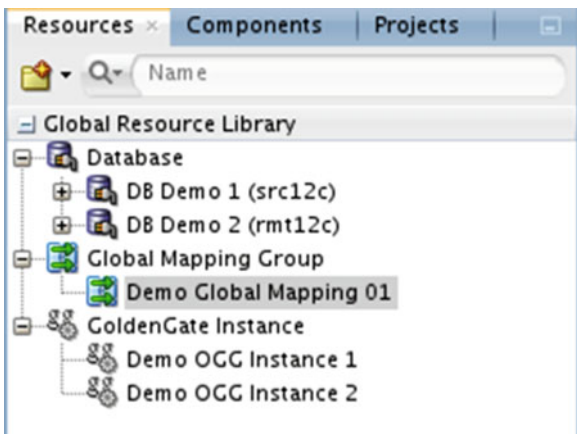 Resources Components Projects
Name
Global Resource Library
Database
DB Demo 1 (src12c)
DB Demo 2 (rmt12c)
Global Mapping Group
Demo Global Mapping 01
GoldenGate Instance
Demo OGG Instance 1
Demo OGG Instance 2